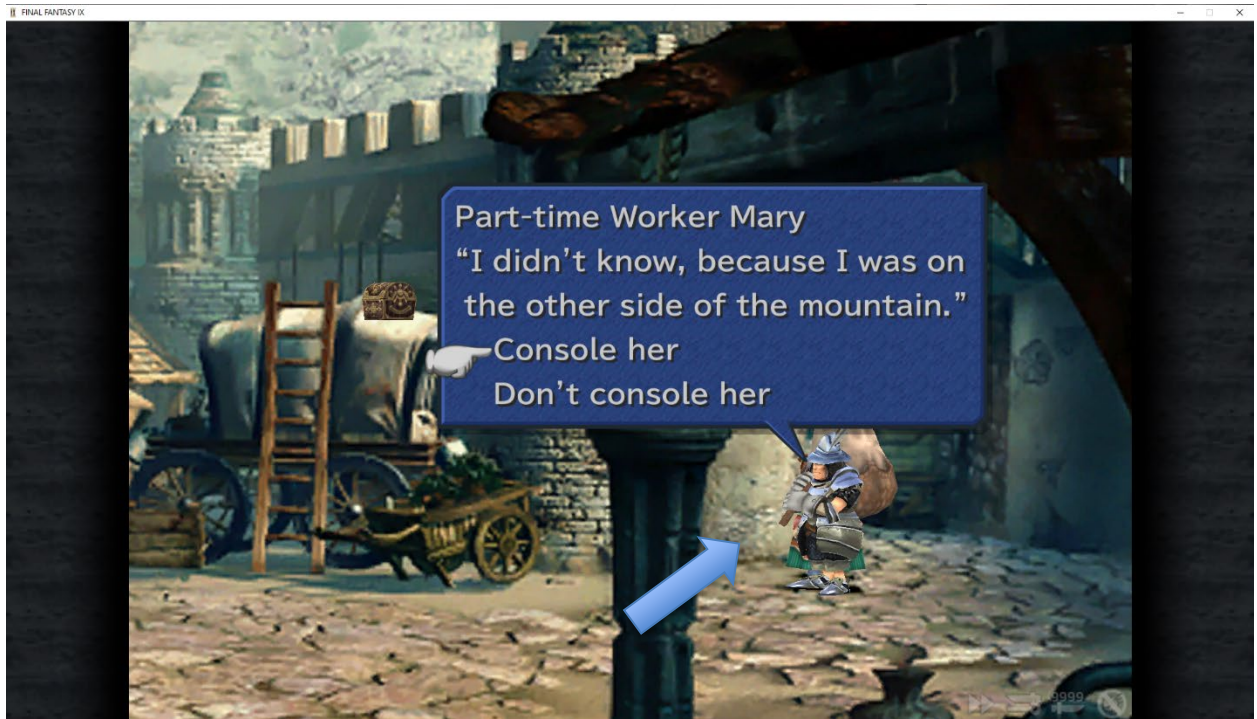 FINAL FANTASY IX
Part-time Worker Mary
“I didn’t know, because I was on
the other side of the mountain.”
Console her
Don’t console her
9999